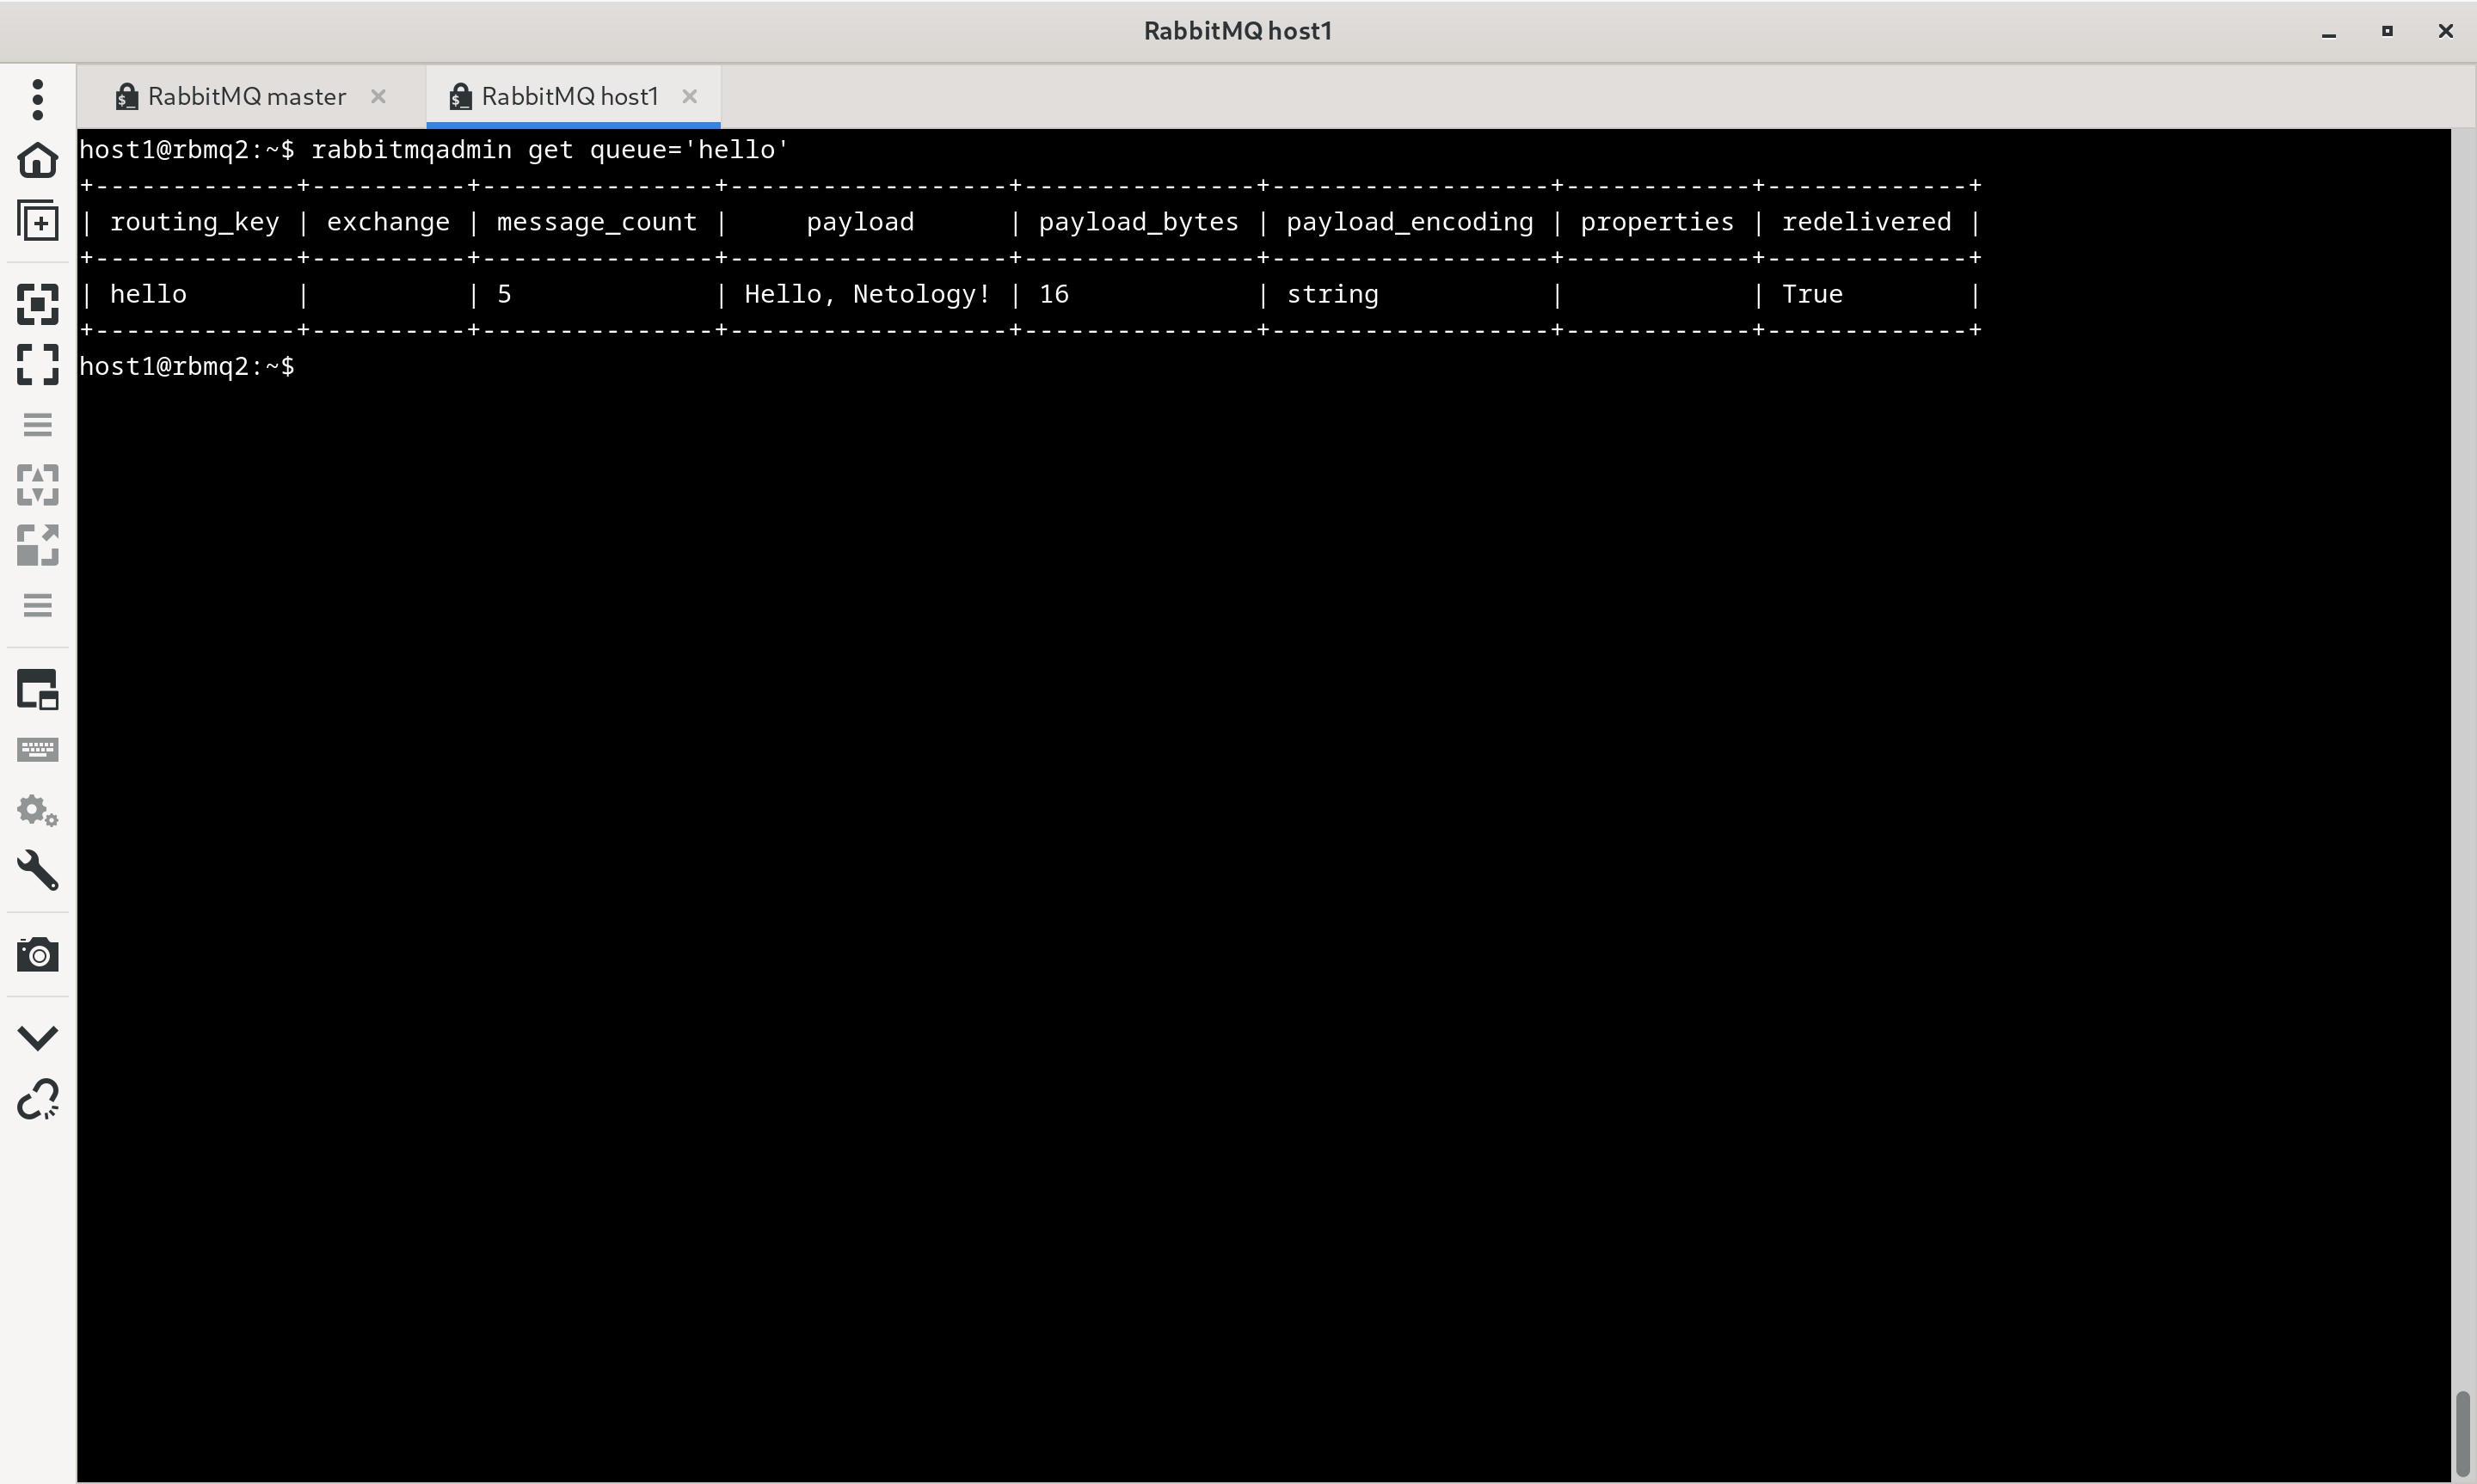 RabbitMQ host1
RabbitMQ master RabbitMQ host1
host1@rbmq2:~$ rabbitmqadmin get queue='hello'
+-------------+----------+---------------+------------------+---------------+------------------+------------+-------------+
| routing_key | exchange | message_count |     payload      | payload_bytes | payload_encoding | properties | redelivered |
+-------------+----------+---------------+------------------+---------------+------------------+------------+-------------+
| hello       |          | 5             | Hello, Netology! | 16            | string           |            | True        |
+-------------+----------+---------------+------------------+---------------+------------------+------------+-------------+
host1@rbmq2:~$